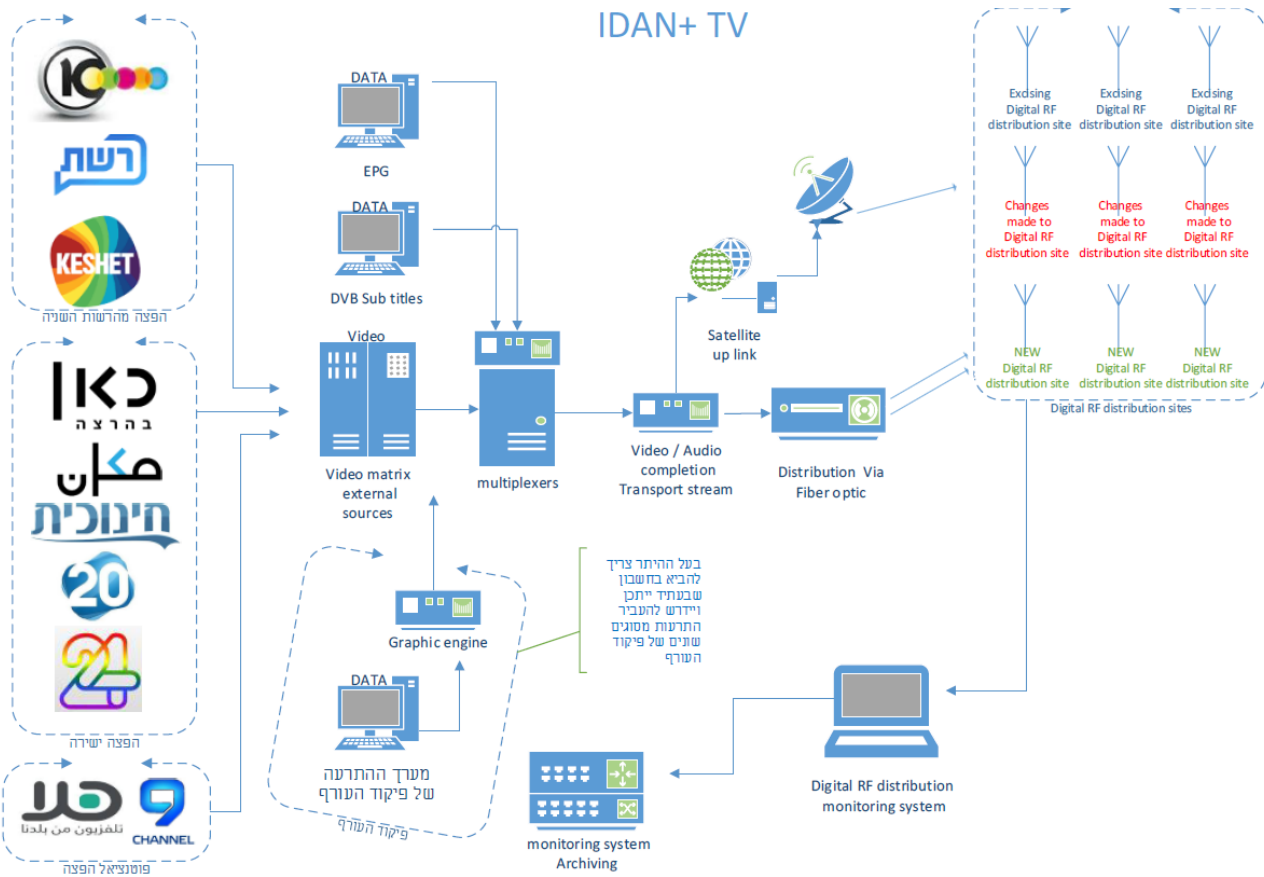 IDAN+ TV
10
רשת
KESHET
הפצה מהרשות השניה
כאן
בהרצה
مكان
חינוכית
20
24
הפצה ישירה
هلا
تلفزيون من بلدنا
9
CHANNEL
פוטנציאל הפצה
DATA
EPG
DATA
DVB Sub titles
Video
Video matrix
external
sources
multiplexers
Graphic engine
DATA
מערך ההתרעה
של פיקוד העורף
פיקוד העורף
בעל ההיתר צריך
להביא בחשבון
שבעתיד ייתכן
ויידרש להעביר
התרעות מסוגים
שונים של פיקוד
העורף
Satellite
up link
Video / Audio
completion
Transport stream
Distribution Via
Fiber optic
Excising
Digital RF
distribution site
Excising
Digital RF
distribution site
Excising
Digital RF
distribution site
Changes
made to
Digital RF
distribution site
Changes
made to
Digital RF
distribution site
Changes
made to
Digital RF
distribution site
NEW
Digital RF
distribution site
NEW
Digital RF
distribution site
NEW
Digital RF
distribution site
Digital RF distribution sites
Digital RF distribution
monitoring system
monitoring system
Archiving